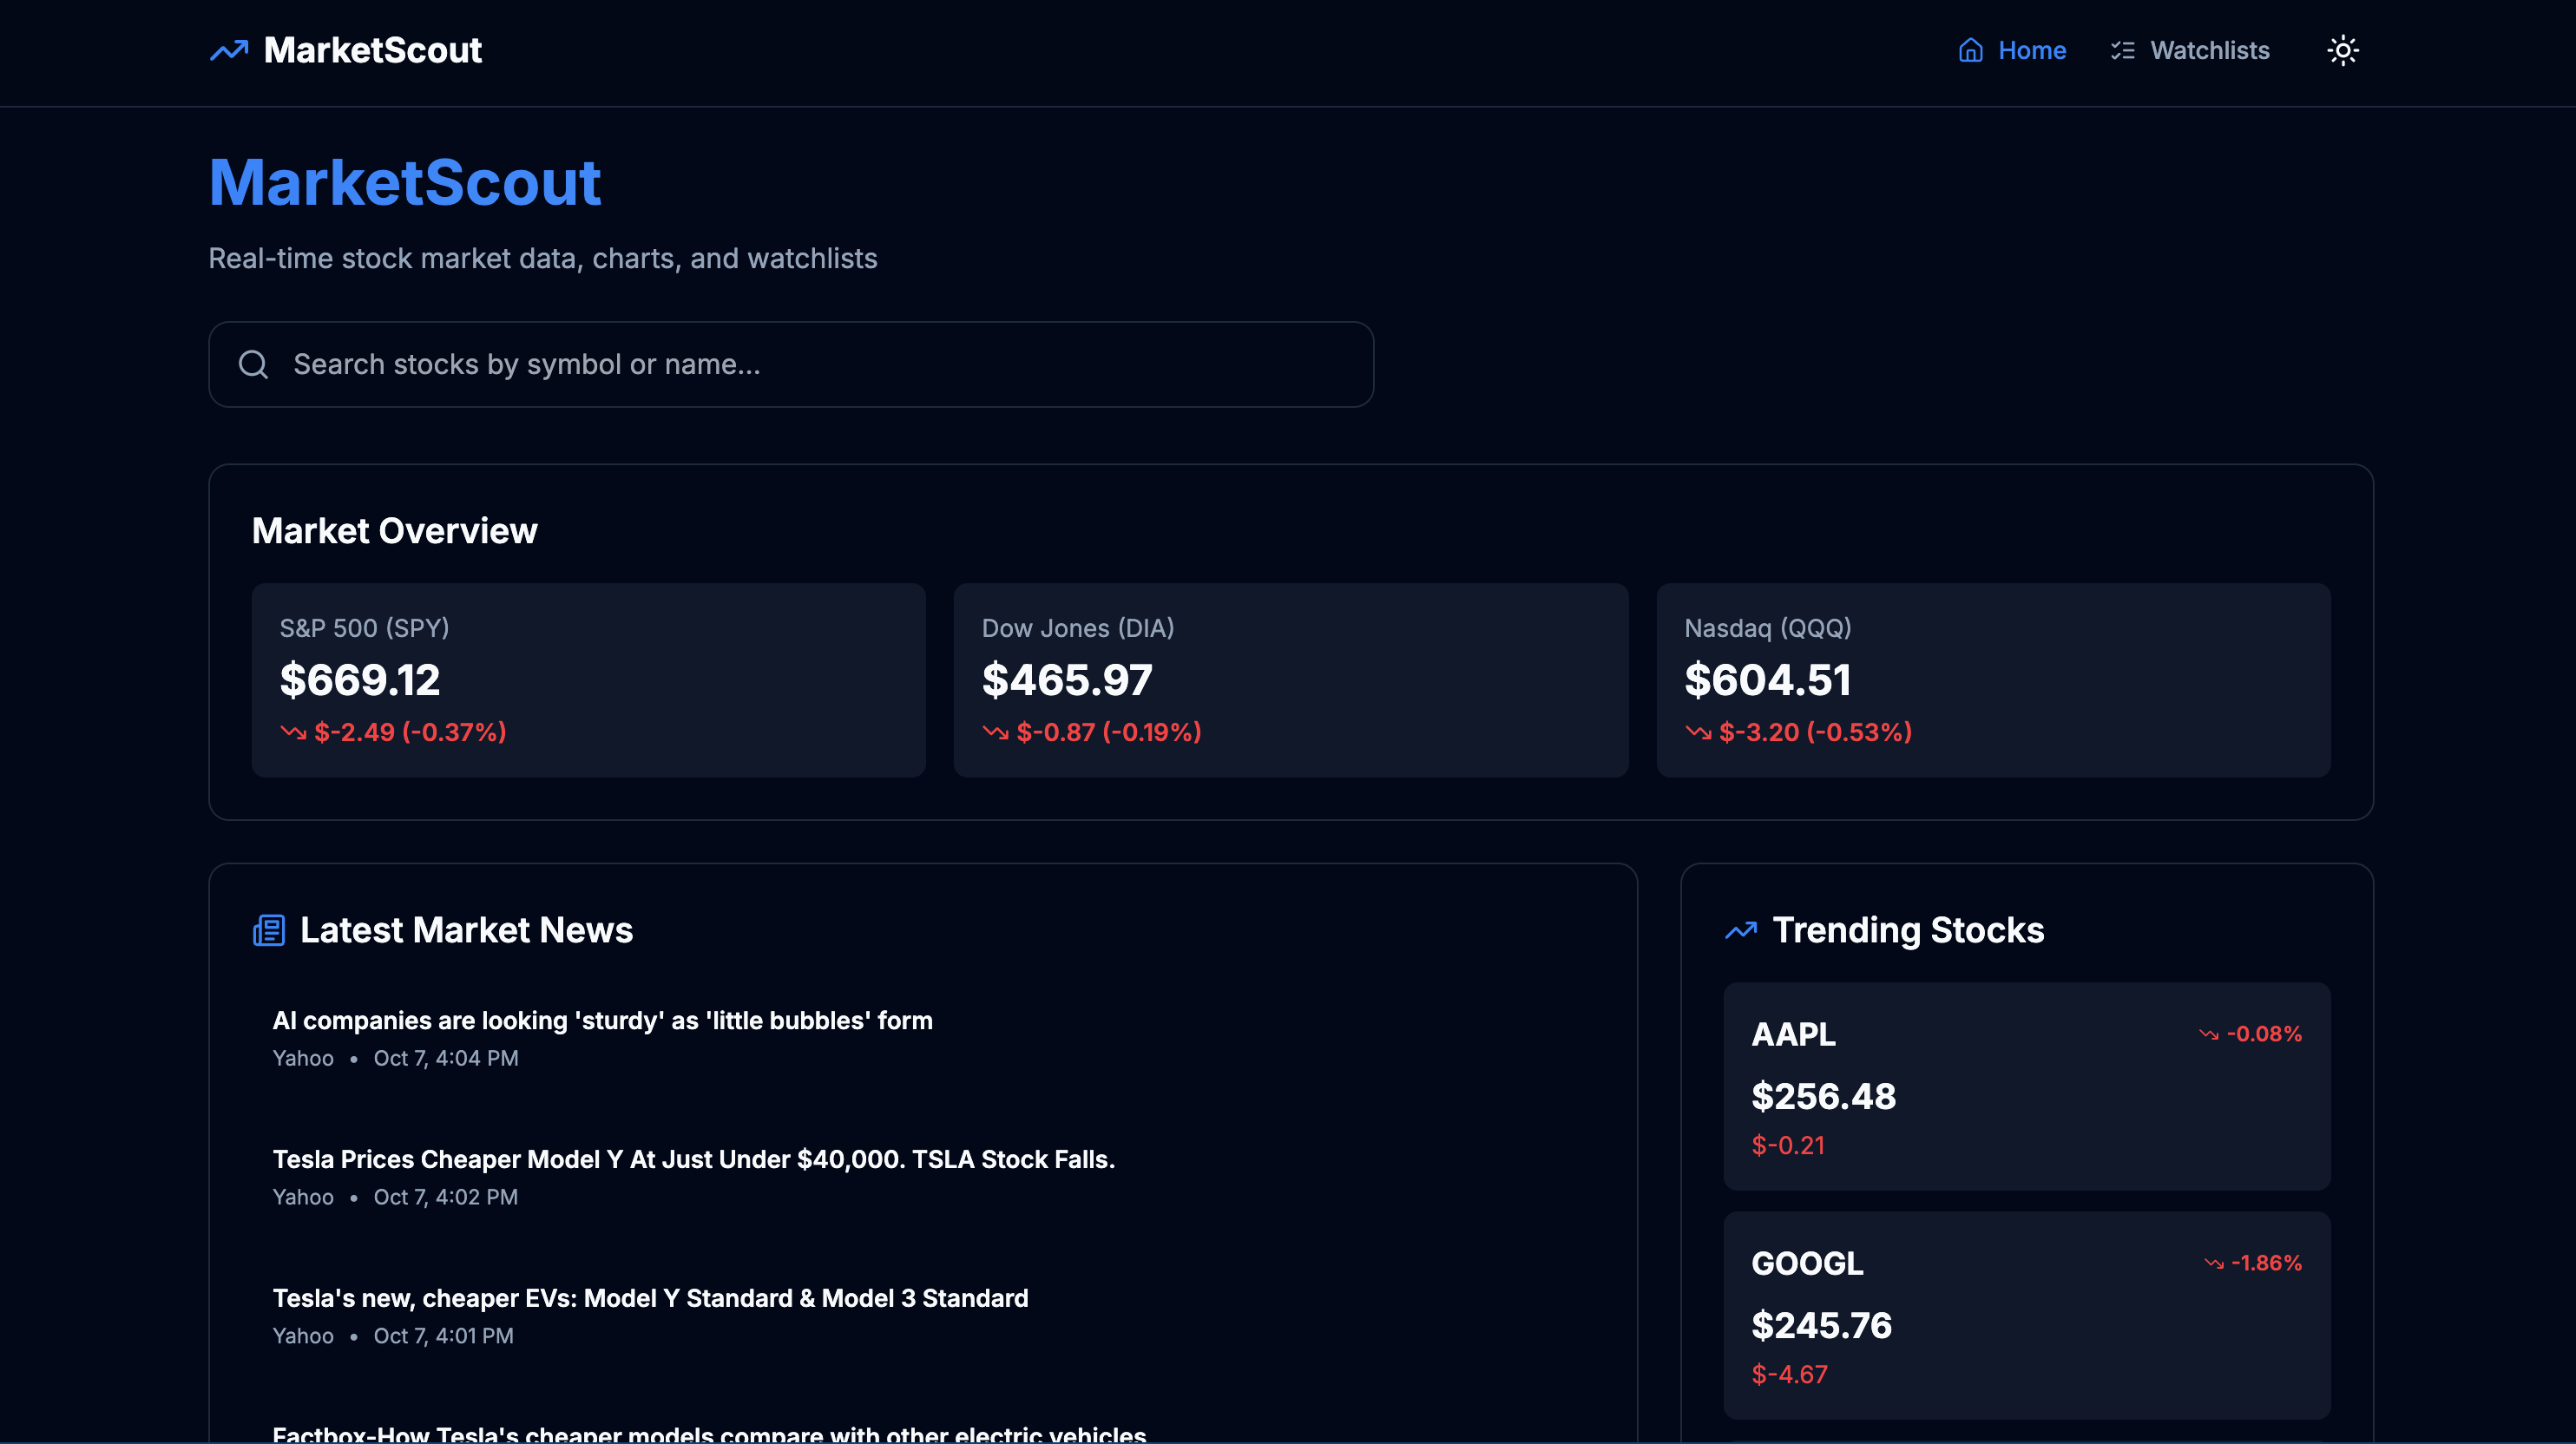 MarketScout
Home
Watchlists
MarketScout
Real-time stock market data, charts, and watchlists
Search stocks by symbol or name...
Market Overview
S&P 500 (SPY)
$669.12
$-2.49 (-0.37%)
Dow Jones (DIA)
$465.97
$-0.87 (-0.19%)
Nasdaq (QQQ)
$604.51
$-3.20 (-0.53%)
Latest Market News
AI companies are looking 'sturdy' as 'little bubbles' form
Yahoo • Oct 7, 4:04 PM
Tesla Prices Cheaper Model Y At Just Under $40,000. TSLA Stock Falls.
Yahoo • Oct 7, 4:02 PM
Tesla's new, cheaper EVs: Model Y Standard & Model 3 Standard
Yahoo • Oct 7, 4:01 PM
Factbox-How Tesla's cheaper models compare with other electric vehicles
Trending Stocks
AAPL
-0.08%
$256.48
$-0.21
GOOGL
-1.86%
$245.76
$-4.67